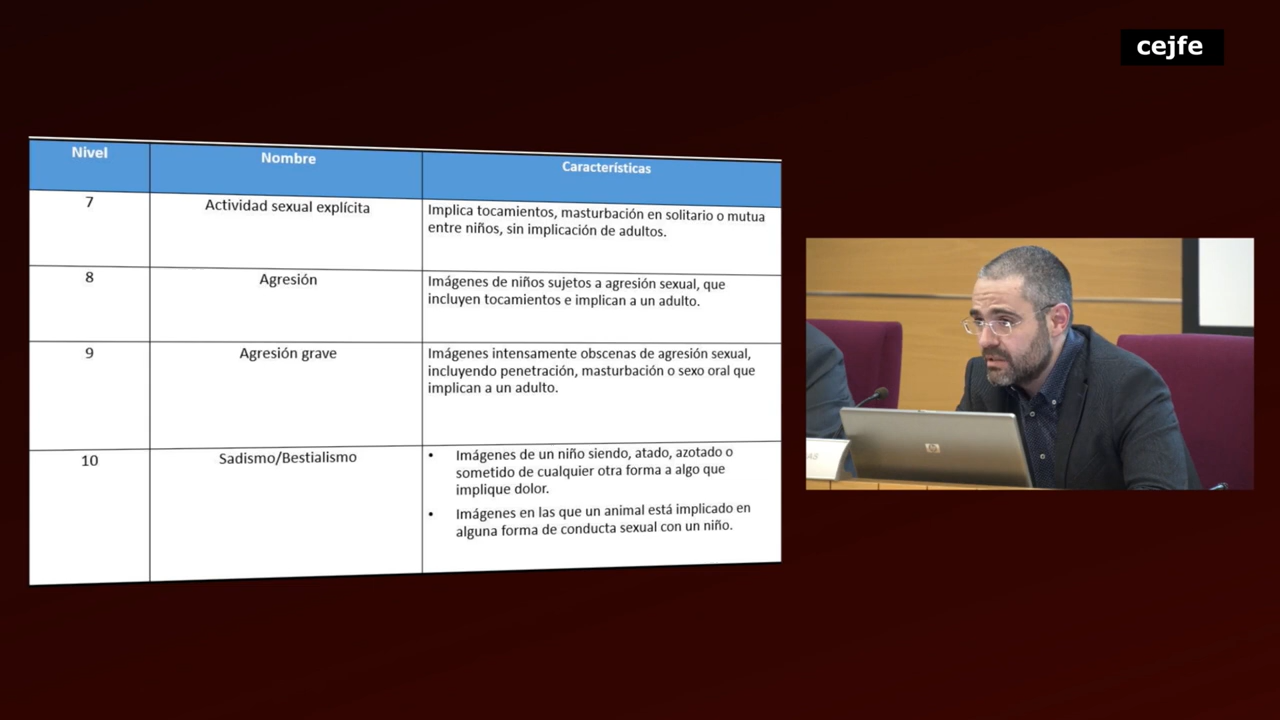 cejfe
Nivel
Nombre
Características
7
Actividad sexual explícita
Implica tocamientos, masturbación en solitario o mutua
entre niños, sin implicación de adultos.
8
Agresión
Imágenes de niños sujetos a agresión sexual, que
incluyen tocamientos e implican a un adulto.
9
Agresión grave
Imágenes intensamente obscenas de agresión sexual,
incluyendo penetración, masturbación o sexo oral que
implican a un adulto.
10
Sadismo/Bestialismo
• Imágenes de un niño siendo, atado, azotado o
sometido de cualquier otra forma a algo que
implique dolor.
• Imágenes en las que un animal está implicado en
alguna forma de conducta sexual con un niño.
hp
AS